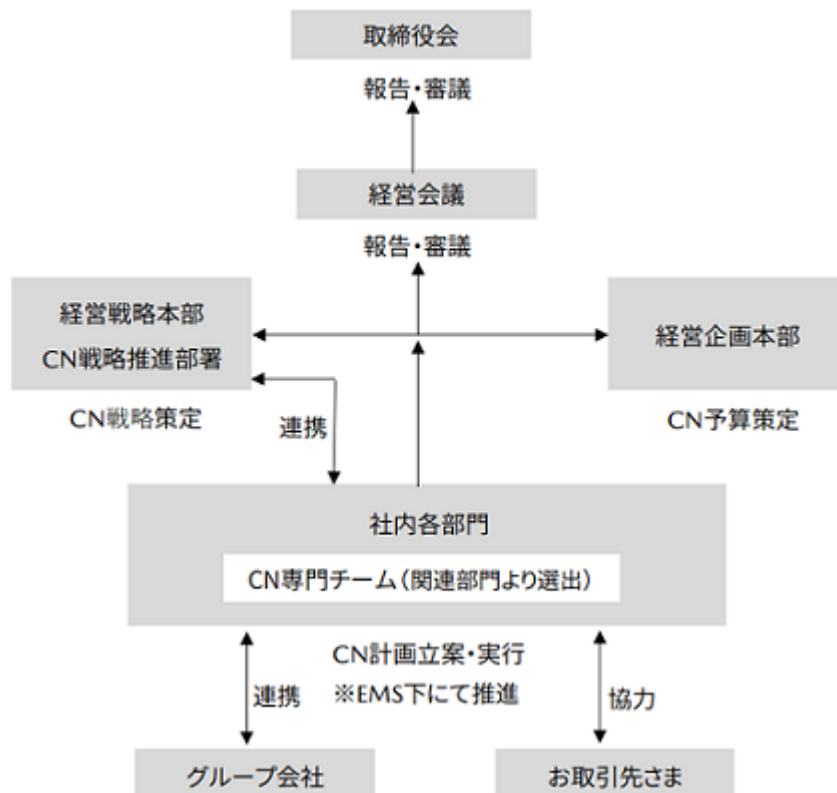 取締役会
報告・審議
経営会議
報告・審議
経営戦略本部
CN戦略推進部署
経営企画本部
CN戦略策定
連携
CN予算策定
社内各部門
CN専門チーム（関連部門より選出）
CN計画立案・実行
※EMS下にて推進
連携
協力
グループ会社
お取引先さま